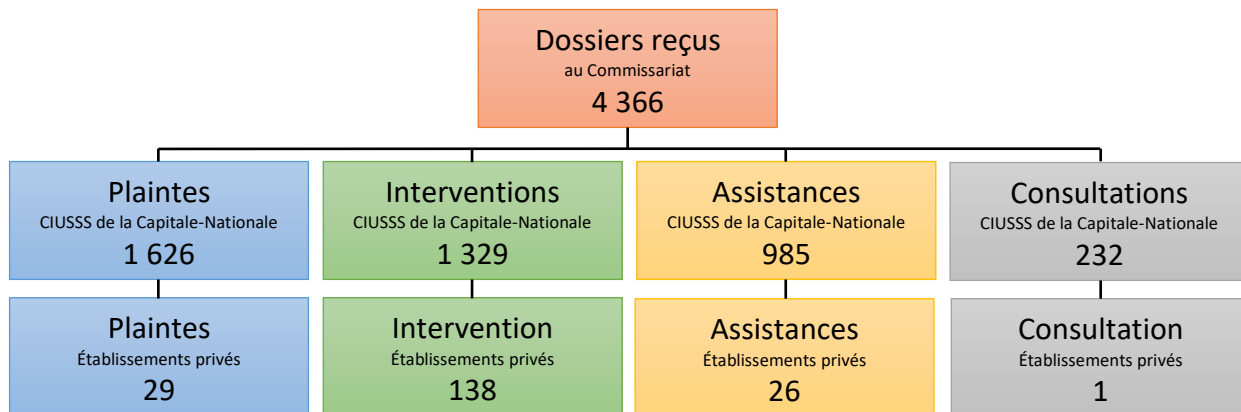 Dossiers reçus
au Commissariat
4 366
Plaintes
CIUSSS de la Capitale-Nationale
1 626
Interventions
CIUSSS de la Capitale-Nationale
1 329
Assistances
CIUSSS de la Capitale-Nationale
985
Consultations
CIUSSS de la Capitale-Nationale
232
Plaintes
Établissements privés
29
Intervention
Établissements privés
138
Assistances
Établissements privés
26
Consultation
Établissements privés
1